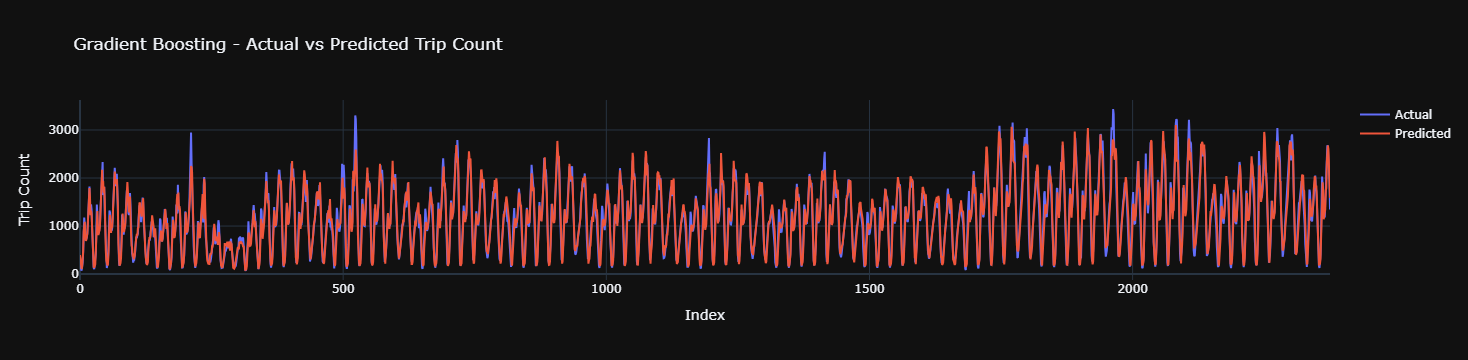 Gradient Boosting - Actual vs Predicted Trip Count
Actual
Predicted
3000
2000
1000
0
Trip Count
0 500 1000 1500 2000
Index